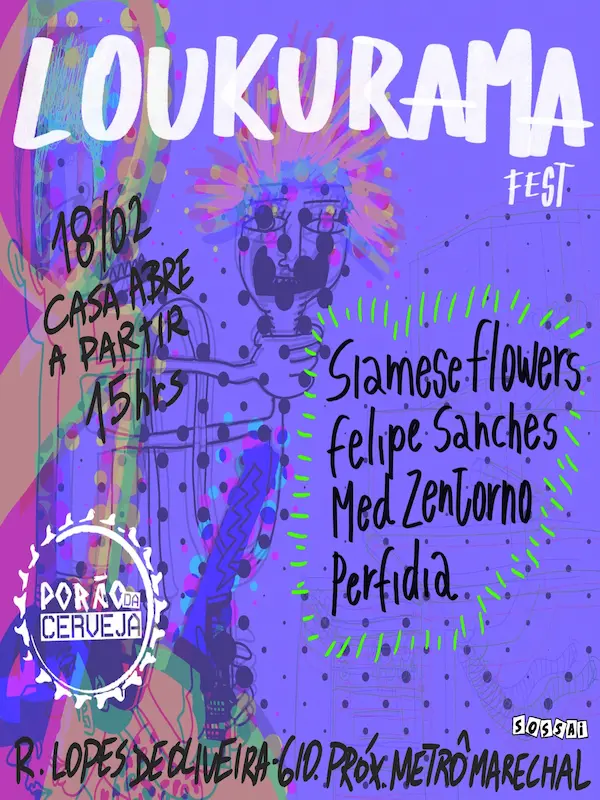 LOUKURAMA
FEST
18/02
CASA ABRE
A PARTIR
15hrs
Siamese flowers
felipe Sanches
Med Zentorno
Perfidia
PORÃO DA
CERVEJA
SOSSAI
R. LOPES DE OLIVEIRA-610. PRÓX. METRÔ MARECHAL